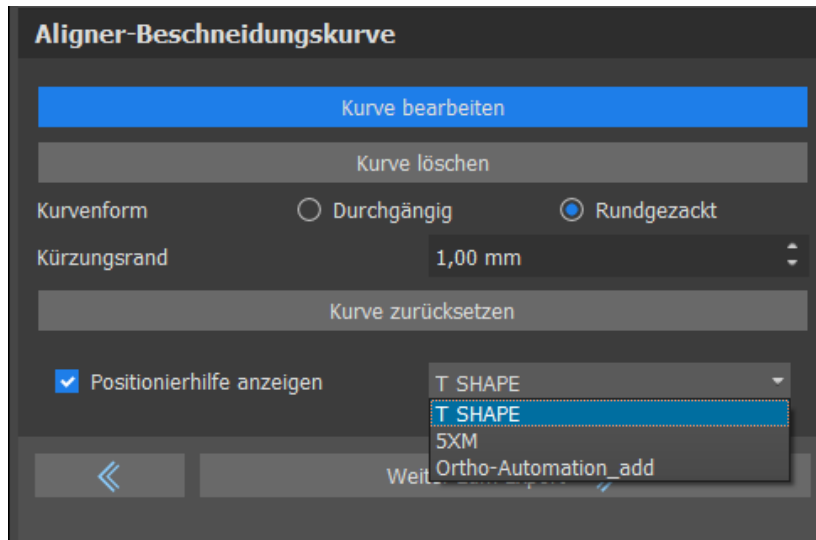 Aligner-Beschneidungskurve
Kurve bearbeiten
Kurve löschen
Kurvenform Durchgängig Rundgezackt
Kürzungsrand 1,00 mm
Kurve zurücksetzen
Positionierhilfe anzeigen T SHAPE
T SHAPE
5XM
Ortho-Automation_add